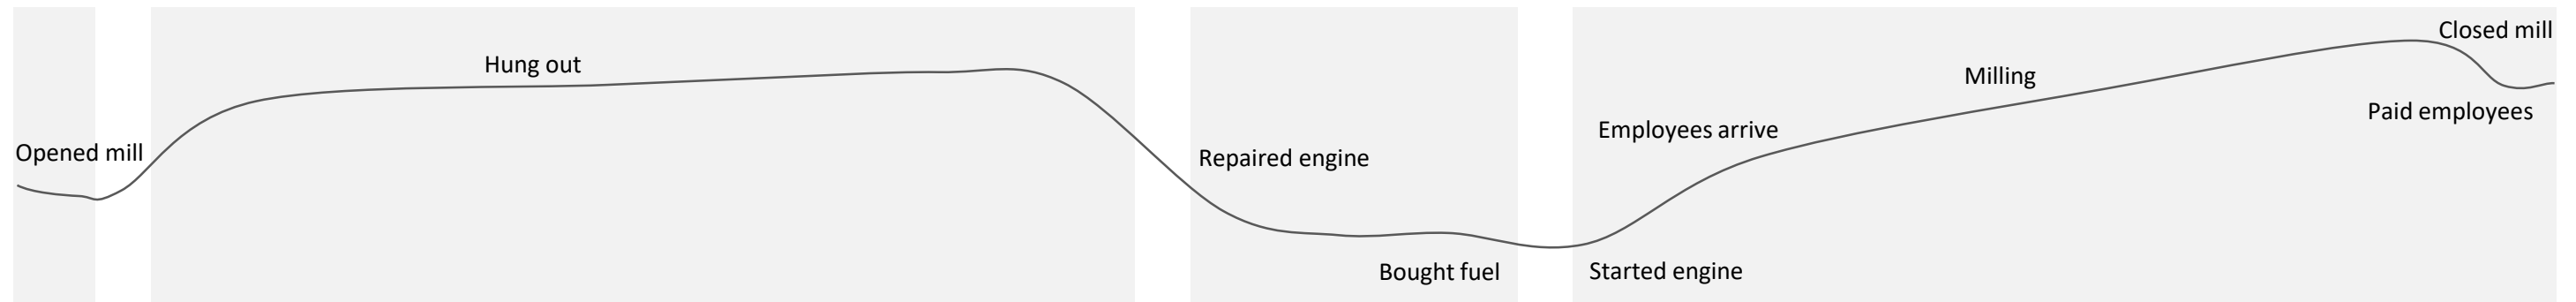 Opened mill
Hung out
Repaired engine
Bought fuel
Started engine
Employees arrive
Milling
Closed mill
Paid employees